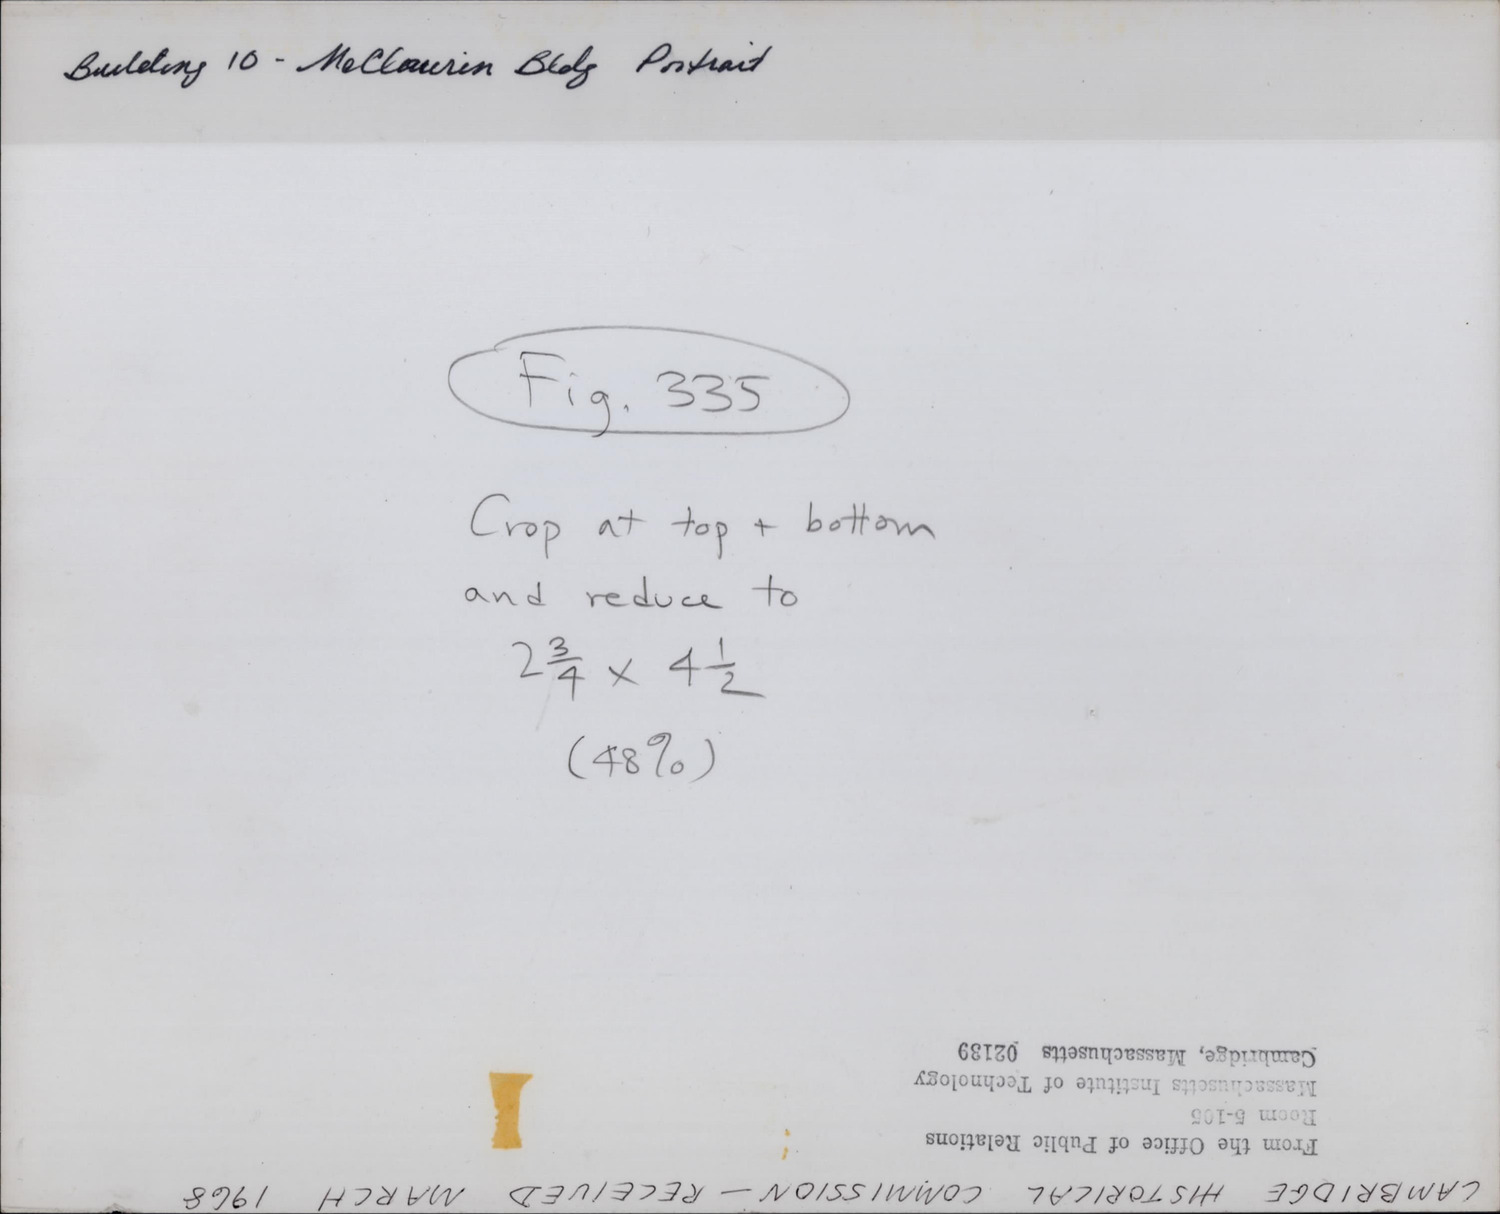 Building 10 - McClaurin Bldg Portrait
Fig. 335
Crop at top + bottom
and reduce to
2 3/4 x 4 1/2
(48%)
From the Office of Public Relations
Room 5-105
Massachusetts Institute of Technology
Cambridge, Massachusetts 02139
CAMBRIDGE HISTORICAL COMMISSION - RECEIVED MARCH 1968